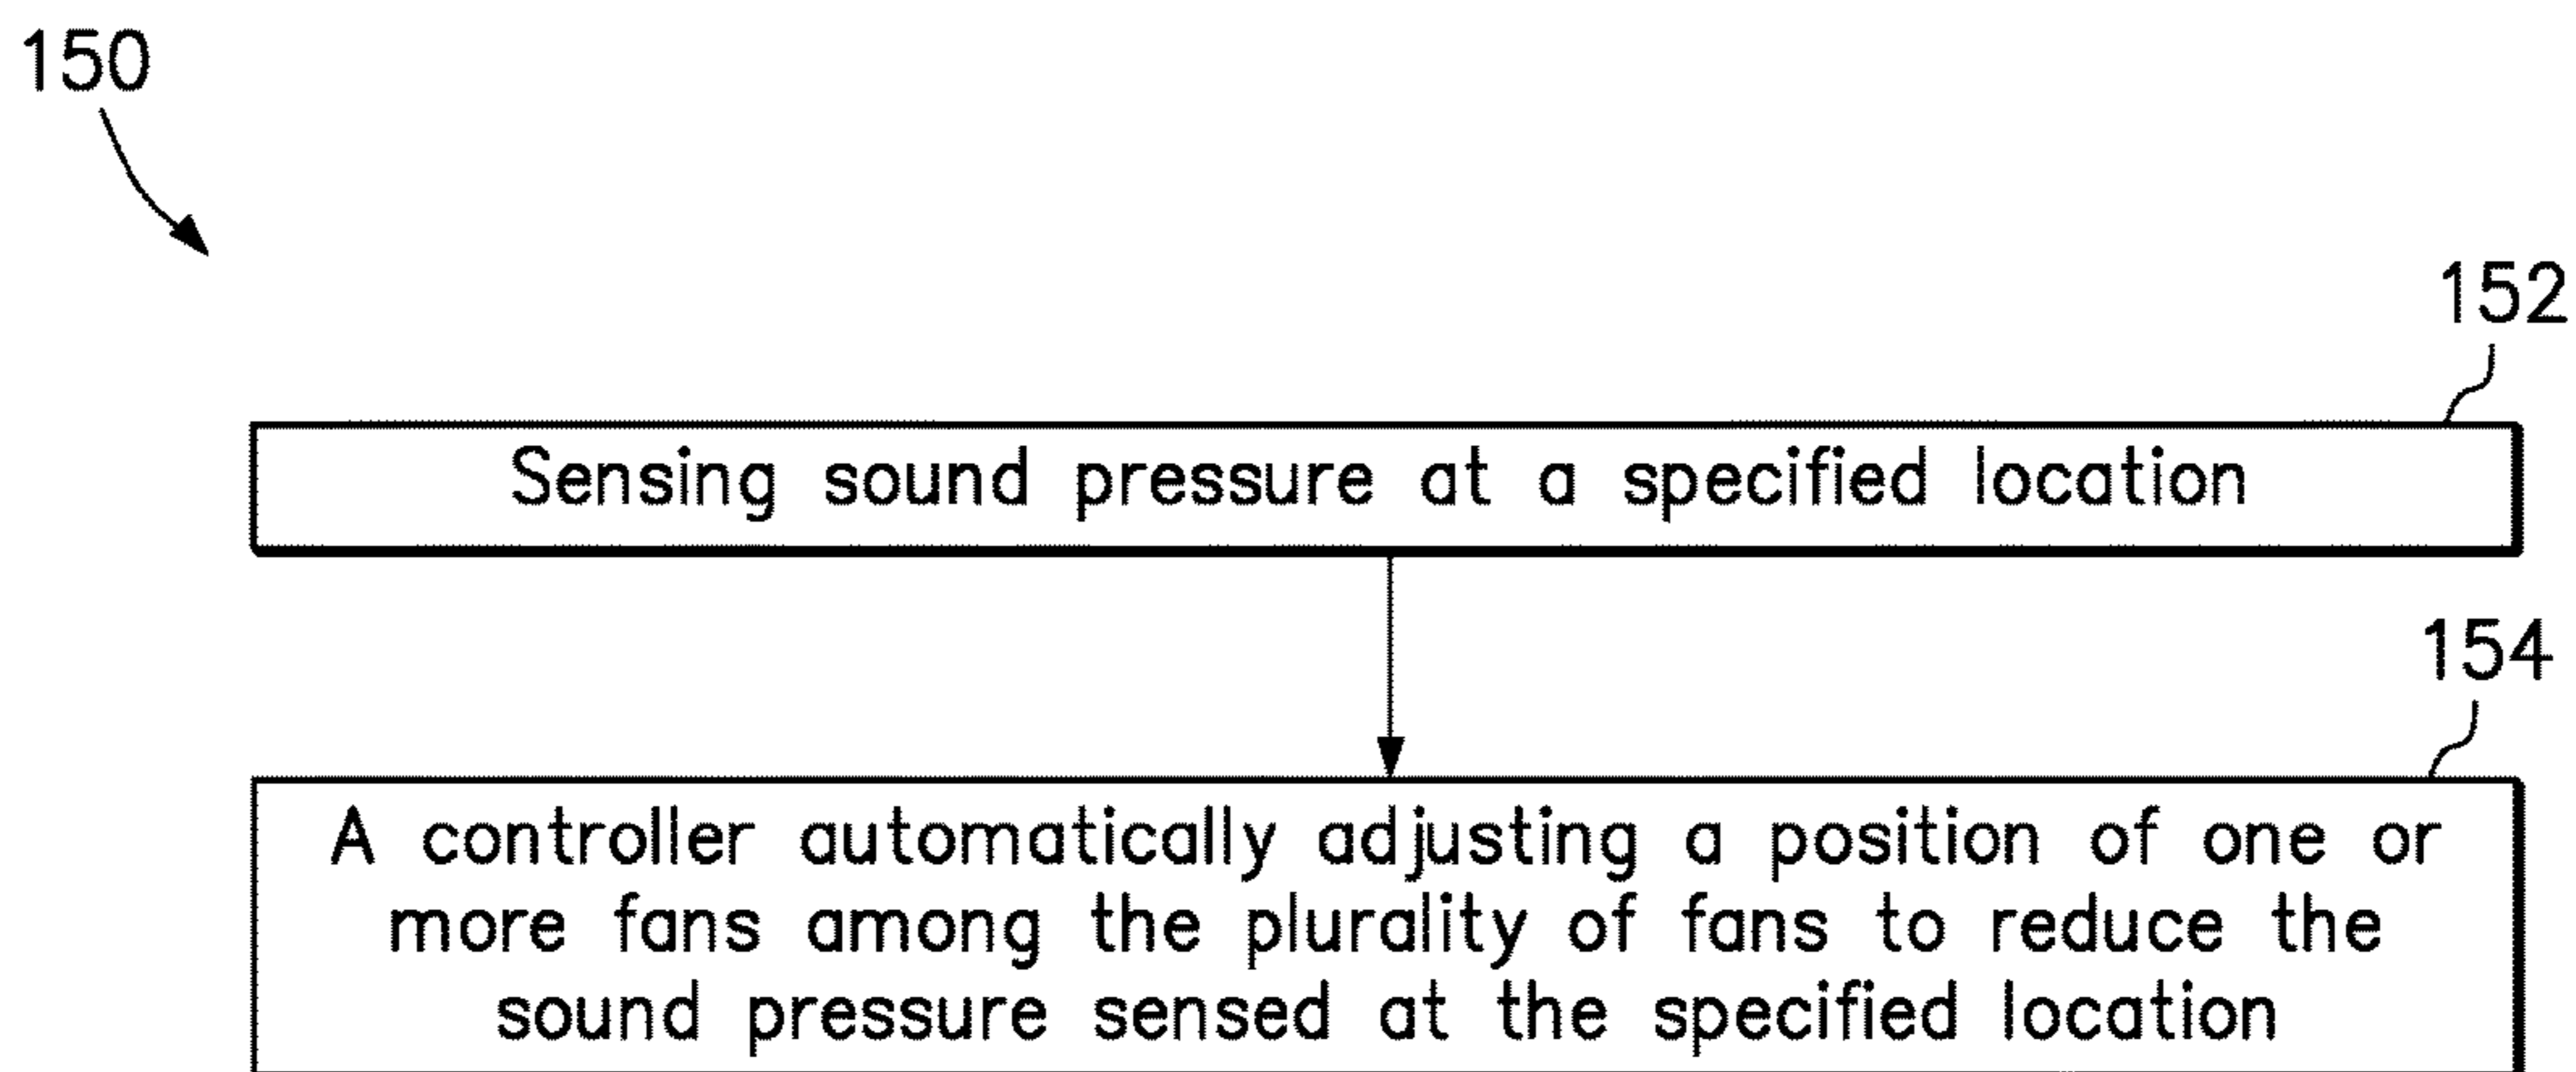 150
152
Sensing sound pressure at a specified location
154
A controller automatically adjusting a position of one or
more fans among the plurality of fans to reduce the
sound pressure sensed at the specified location